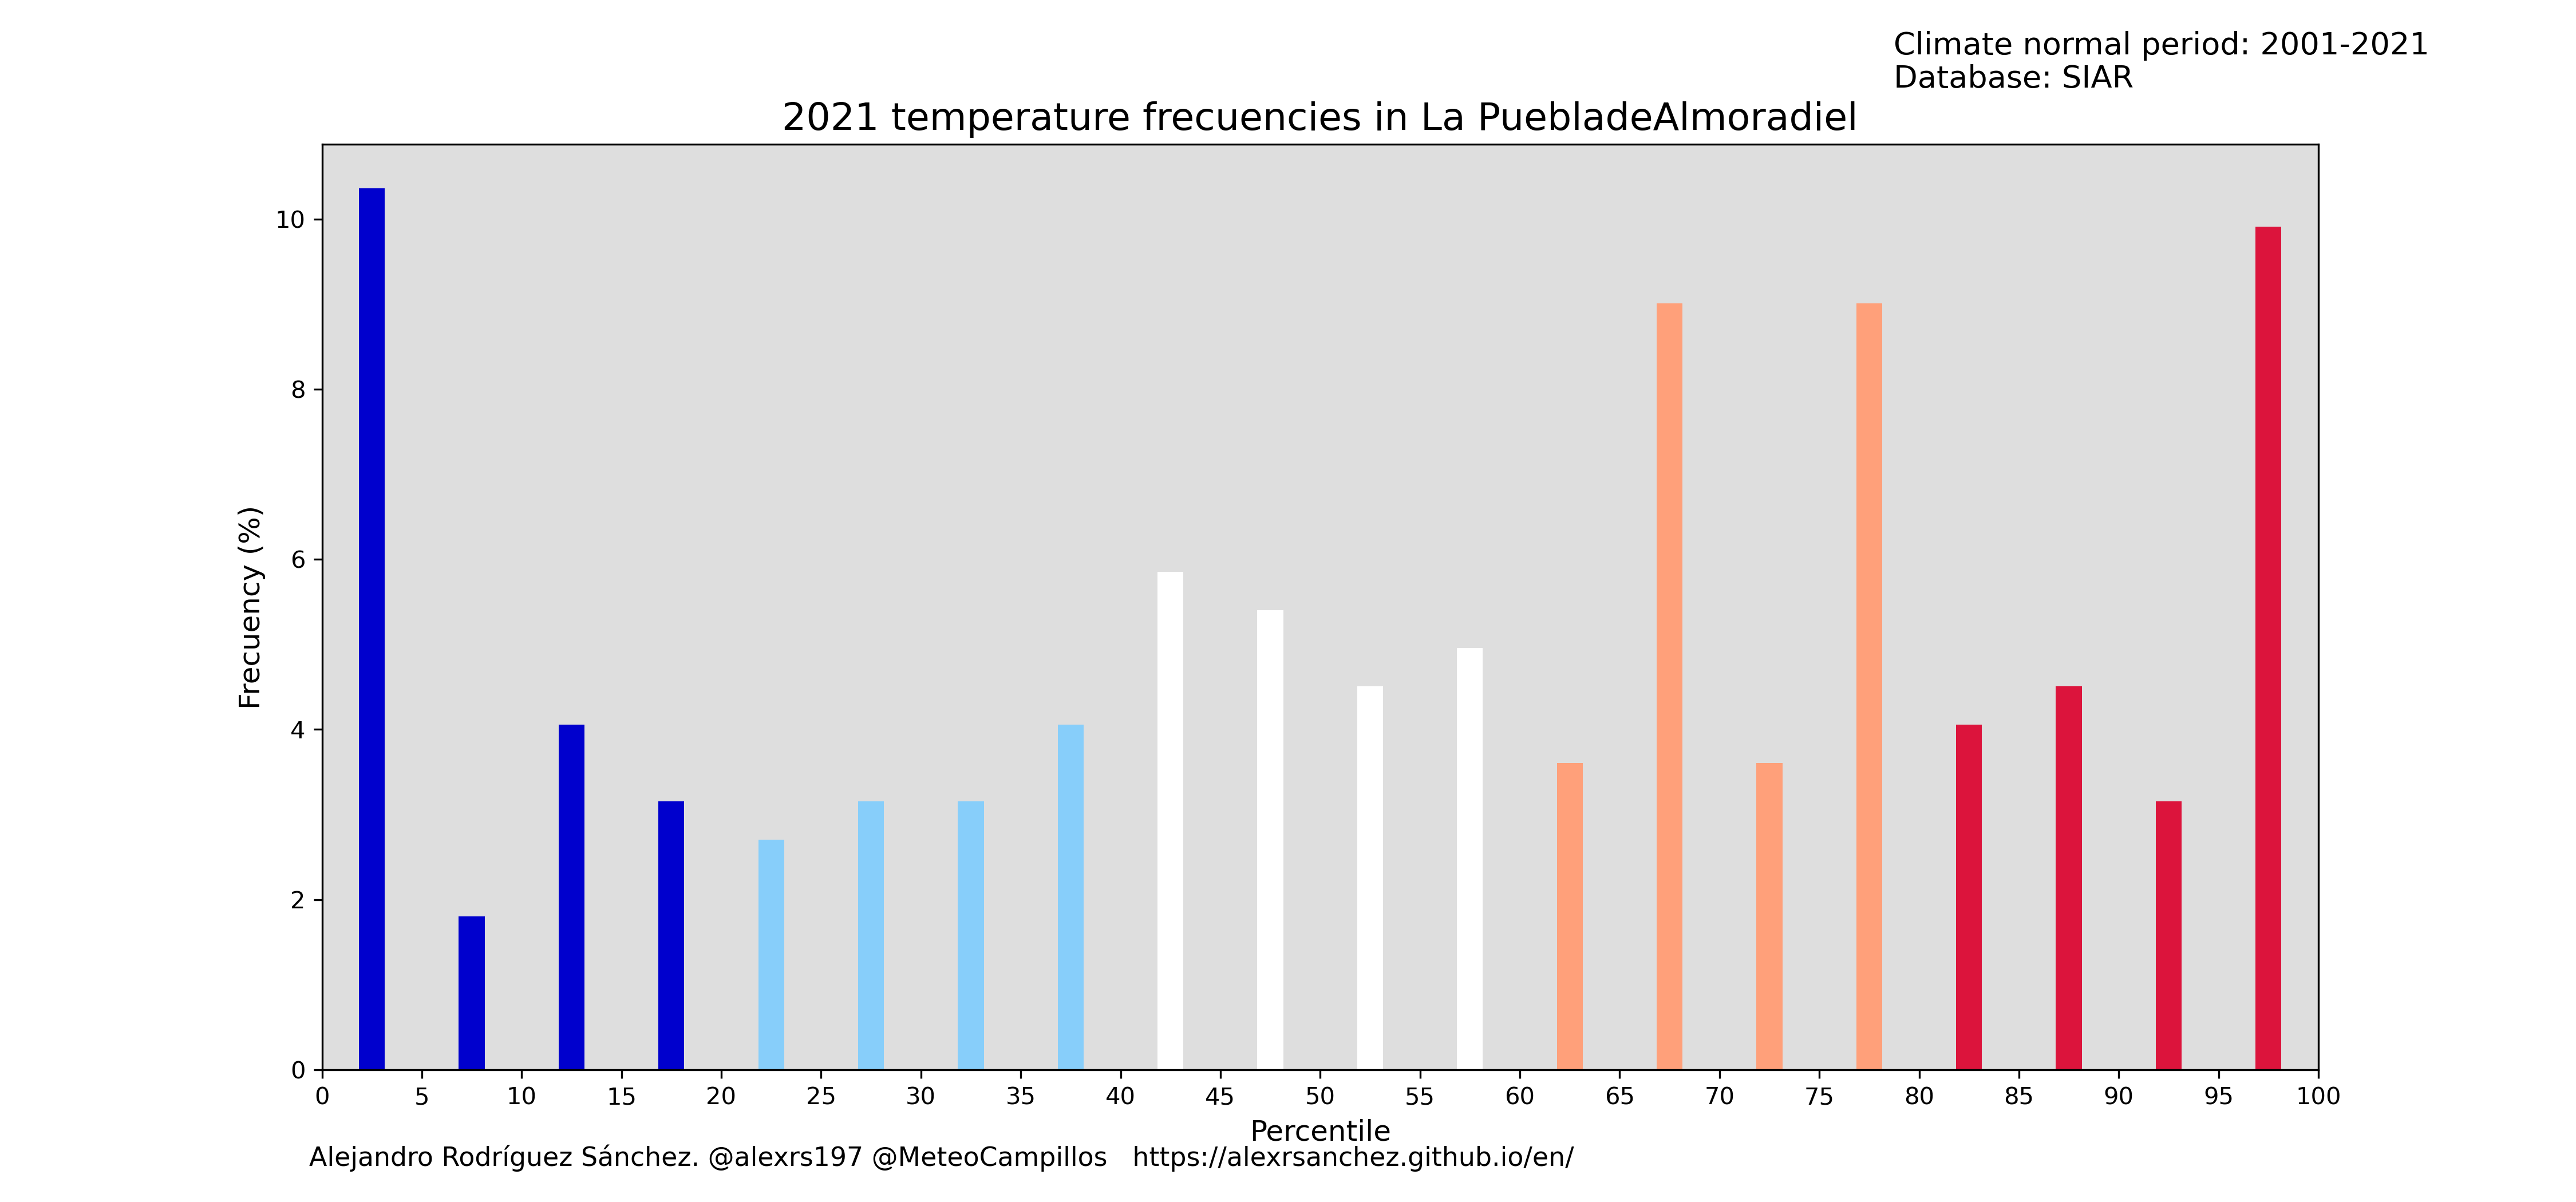 Climate normal period: 2001-2021
Database: SIAR
2021 temperature frecuencies in La PuebladeAlmoradiel
Frecuency (%)
10
8
6
4
2
0
0 5 10 15 20 25 30 35 40 45 50 55 60 65 70 75 80 85 90 95 100
Percentile
Alejandro Rodríguez Sánchez. @alexrs197 @MeteoCampillos https://alexrsanchez.github.io/en/